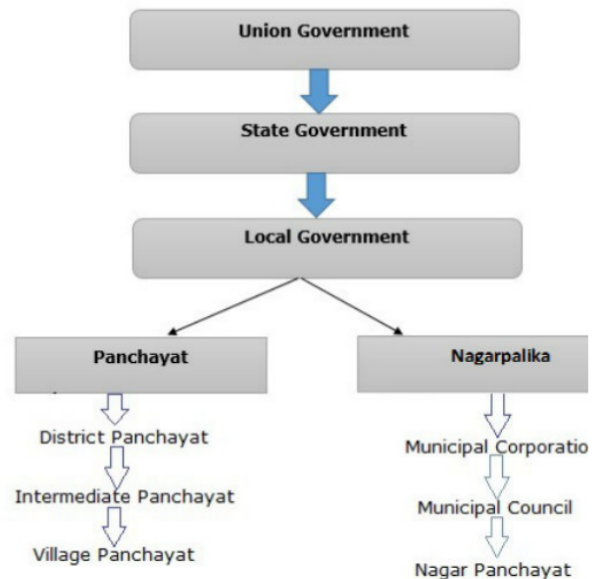 Union Government
State Government
Local Government
Panchayat
Nagarpalika
District Panchayat
Municipal Corporatio
Intermediate Panchayat
Municipal Council
Village Panchayat
Nagar Panchayat